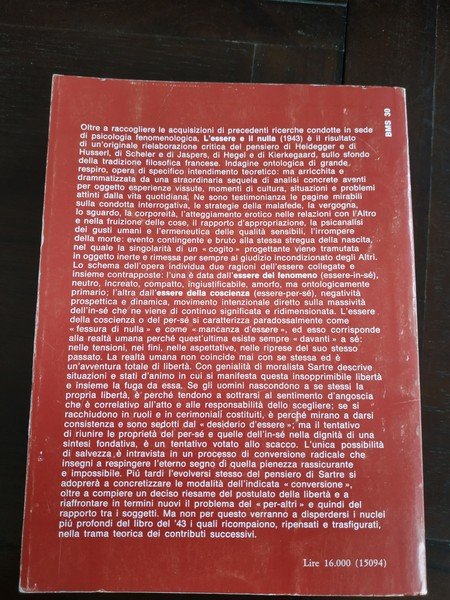 Oltre a raccogliere le acquisizioni di precedenti ricerche condotte in sede
di psicologia fenomenologica, L'essere e il nulla (1943) è il risultato
di un'originale rielaborazione critica del pensiero di Heidegger e di
Husserl, di Scheler e di Jaspers, di Hegel e di Kierkegaard, sullo sfondo
della tradizione filosofica francese. Indagine ontologica di grande
respiro, opera di specifico intendimento teoretico: ma arricchita e
drammatizzata da una straordinaria sequela di analisi concrete aventi
per oggetto esperienze vissute, momenti di cultura, situazioni e problemi
attinti dalla vita quotidiana. Ne sono testimonianza le pagine mirabili
sulla condotta interrogativa, le strategie della malafede, la vergogna,
lo sguardo, la corporeità, l'atteggiamento erotico nelle relazioni con l'Altro
e nella fruizione delle cose, il rapporto d'appropriazione, la psicanalisi
dei gusti umani e l'ermeneutica delle qualità sensibili, l'irrompere
della morte: evento contingente e bruto alla stessa stregua della nascita,
nel quale la singolarità di un « cogito » progettante viene tramutata
in oggetto inerte e rimessa per sempre al giudizio incondizionato degli Altri.
Lo schema dell'opera individua due ragioni dell'essere collegate e
insieme contrapposte: l'una è data dall'essere del fenomeno (essere-in-sé),
neutro, increato, compatto, ingiustificabile, amorfo, ma ontologicamente
primario; l'altra dall'essere della coscienza (essere-per-sé), negatività
prospettica e dinamica, movimento intenzionale diretto sulla massività
dell'in-sé che ne viene di continuo significata e ridimensionata. L'essere
della coscienza o del per-sé si caratterizza paradossalmente come
« fessura di nulla » e come « mancanza d'essere », ed esso corrisponde
alla realtà umana perché quest'ultima esiste sempre « davanti » a sé:
nelle tensioni, nei fini, nelle aspettative, nelle riprese del suo stesso
passato. La realtà umana non coincide mai con se stessa ed è
un'avventura totale di libertà. Con genialità di moralista Sartre descrive
situazioni e stati d'animo in cui si manifesta questa insopprimibile libertà
e insieme la fuga da essa. Se gli uomini nascondono a se stessi la
propria libertà, è perché tendono a sottrarsi al sentimento d'angoscia
che è correlativo all'atto e alle responsabilità dello scegliere; se si
racchiudono in ruoli e in cerimoniali costituiti, è perché mirano a darsi
consistenza e sono sedotti dal « desiderio d'essere »; ma il tentativo
di riunire le proprietà del per-sé e quelle dell'in-sé nella dignità di una
sintesi fondativa, è un tentativo votato allo scacco. L'unica possibilità
di salvezza è intravista in un processo di conversione radicale che
insegni a respingere l'eterno segno di quella pienezza rassicurante
e impossibile. Piú tardi l'evolversi stesso del pensiero di Sartre si
adoprerà a concretizzare le modalità dell'indicata « conversione »,
oltre a compiere un deciso riesame del postulato della libertà e a
riaffrontare in termini nuovi il problema del « per-altri » e quindi del
rapporto tra i soggetti. Ma non per questo verranno a disperdersi i nuclei
piú profondi del libro del '43 i quali ricompaiono, ripensati e trasfigurati,
nella trama teorica dei contributi successivi.
Lire 16.000 (15094)
BMS 30